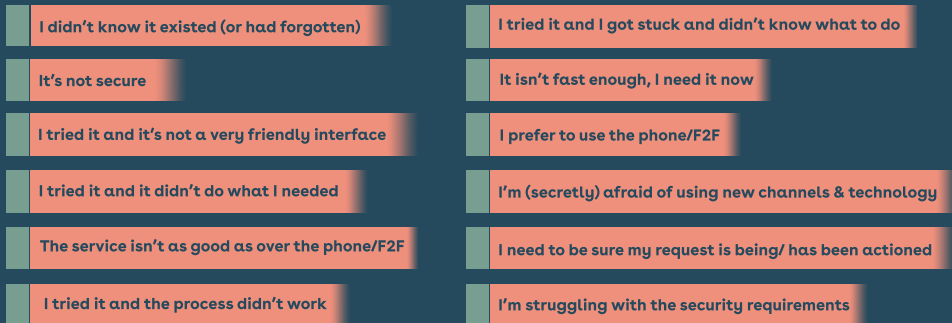 I didn't know it existed (or had forgotten)
It's not secure
I tried it and it's not a very friendly interface
I tried it and it didn't do what I needed
The service isn't as good as over the phone/F2F
I tried it and the process didn't work
I tried it and I got stuck and didn't know what to do
It isn't fast enough, I need it now
I prefer to use the phone/F2F
I'm (secretly) afraid of using new channels & technology
I need to be sure my request is being/ has been actioned
I'm struggling with the security requirements